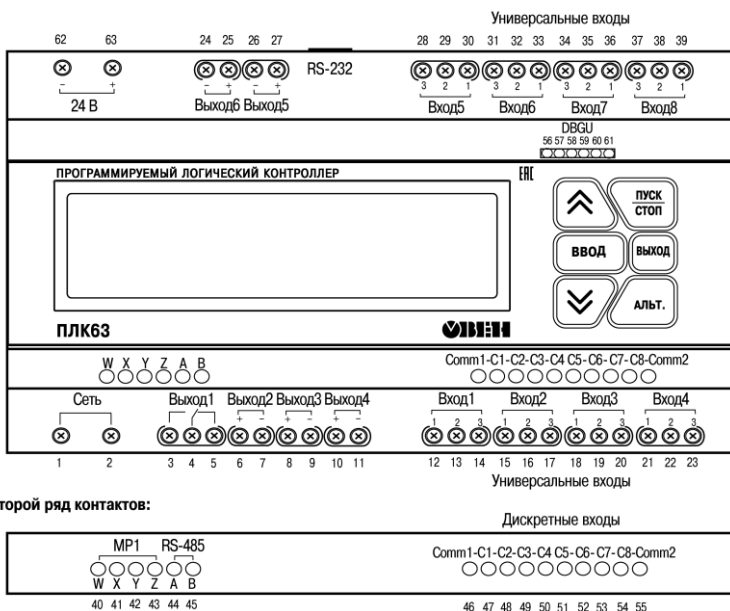 Универсальные входы
62 63 24 25 26 27 28 29 30 31 32 33 34 35 36 37 38 39
RS-232
- + - + - + 3 2 1 3 2 1 3 2 1 3 2 1
24 В Выход6 Выход5 Вход5 Вход6 Вход7 Вход8
DBGU
56 57 58 59 60 61
ПРОГРАММИРУЕМЫЙ ЛОГИЧЕСКИЙ КОНТРОЛЛЕР
EAC
ПУСК
СТОП
ВВОД
ВЫХОД
АЛЬТ.
ПЛК63
ОВЕН
W X Y Z A B
Comm1-C1-C2-C3-C4 C5-C6-C7-C8-Comm2
Сеть Выход1 Выход2 Выход3 Выход4 Вход1 Вход2 Вход3 Вход4
+ - + - + - 1 2 3 1 2 3 1 2 3 1 2 3
1 2 3 4 5 6 7 8 9 10 11 12 13 14 15 16 17 18 19 20 21 22 23
Универсальные входы
торой ряд контактов:
Дискретные входы
MP1 RS-485
Comm1-C1-C2-C3-C4 C5-C6-C7-C8-Comm2
W X Y Z A B
40 41 42 43 44 45 46 47 48 49 50 51 52 53 54 55